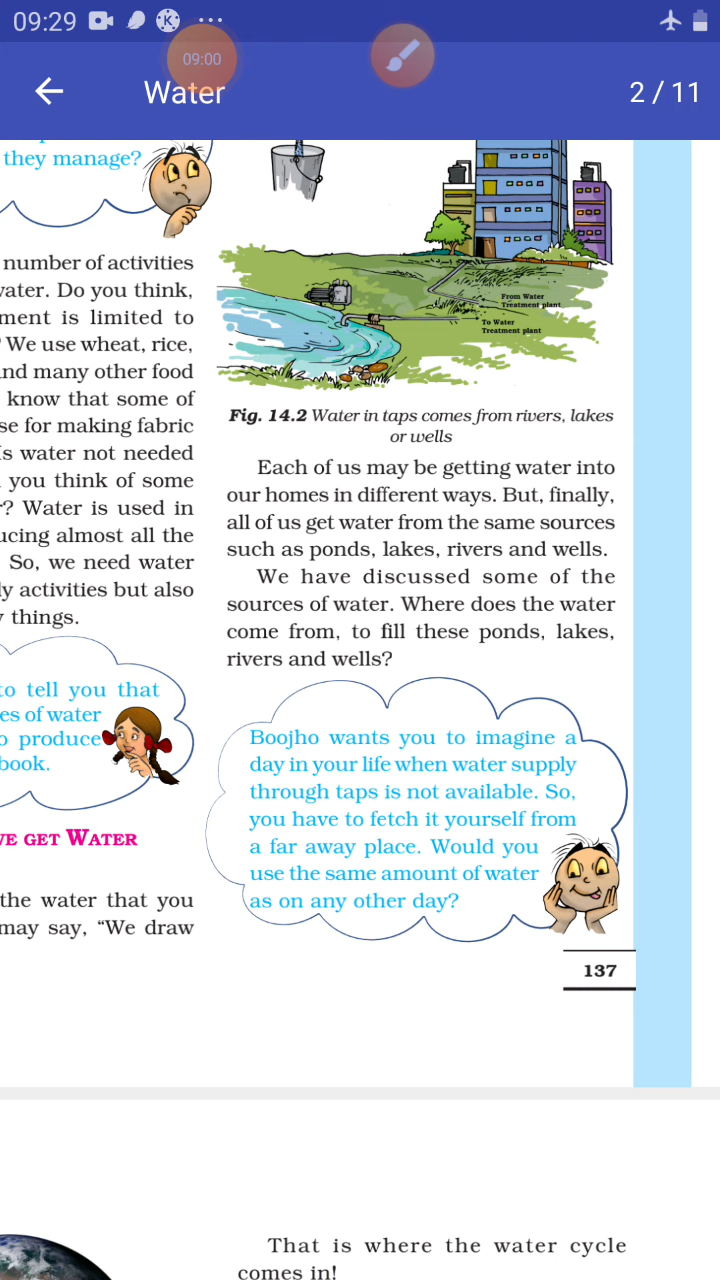 09:29
09:00
Water
2 / 11
they manage?
number of activities
water. Do you think,
ment is limited to
We use wheat, rice,
and many other food
know that some of
se for making fabric
Is water not needed
you think of some
? Water is used in
ucing almost all the
So, we need water
ly activities but also
things.
to tell you that
es of water
o produce
book.
VE GET WATER
the water that you
may say, “We draw
From Water
Treatment plant
To Water
Treatment plant
Fig. 14.2 Water in taps comes from rivers, lakes
or wells
Each of us may be getting water into
our homes in different ways. But, finally,
all of us get water from the same sources
such as ponds, lakes, rivers and wells.
We have discussed some of the
sources of water. Where does the water
come from, to fill these ponds, lakes,
rivers and wells?
Boojho wants you to imagine a
day in your life when water supply
through taps is not available. So,
you have to fetch it yourself from
a far away place. Would you
use the same amount of water
as on any other day?
137
That is where the water cycle
comes in!